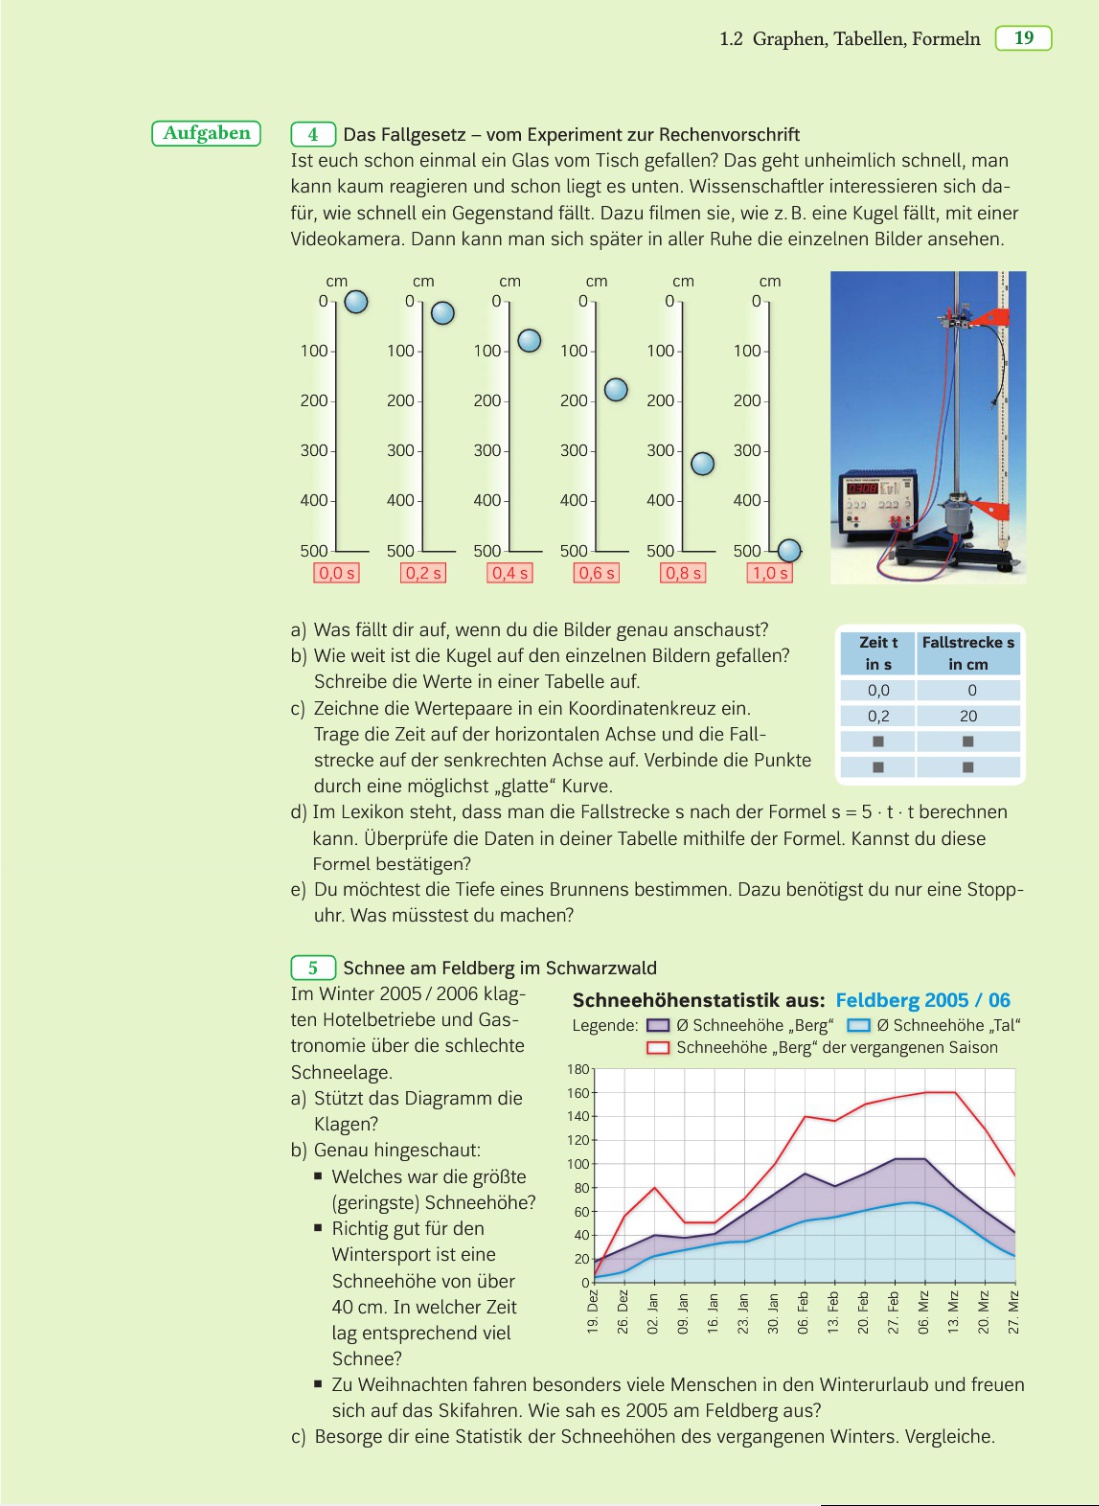 1.2 Graphen, Tabellen, Formeln 19
Aufgaben
4 Das Fallgesetz – vom Experiment zur Rechenvorschrift
Ist euch schon einmal ein Glas vom Tisch gefallen? Das geht unheimlich schnell, man
kann kaum reagieren und schon liegt es unten. Wissenschaftler interessieren sich da-
für, wie schnell ein Gegenstand fällt. Dazu filmen sie, wie z. B. eine Kugel fällt, mit einer
Videokamera. Dann kann man sich später in aller Ruhe die einzelnen Bilder ansehen.
cm cm cm cm cm cm
0 0 0 0 0 0
100 100 100 100 100 100
200 200 200 200 200 200
300 300 300 300 300 300
400 400 400 400 400 400
500 500 500 500 500 500
0,0 s 0,2 s 0,4 s 0,6 s 0,8 s 1,0 s
a) Was fällt dir auf, wenn du die Bilder genau anschaust?
b) Wie weit ist die Kugel auf den einzelnen Bildern gefallen?
Schreibe die Werte in einer Tabelle auf.
c) Zeichne die Wertepaare in ein Koordinatenkreuz ein.
Trage die Zeit auf der horizontalen Achse und die Fall-
strecke auf der senkrechten Achse auf. Verbinde die Punkte
durch eine möglichst „glatte“ Kurve.
Zeit t Fallstrecke s
in s in cm
0,0 0
0,2 20
■ ■
■ ■
d) Im Lexikon steht, dass man die Fallstrecke s nach der Formel s = 5 · t · t berechnen
kann. Überprüfe die Daten in deiner Tabelle mithilfe der Formel. Kannst du diese
Formel bestätigen?
e) Du möchtest die Tiefe eines Brunnens bestimmen. Dazu benötigst du nur eine Stopp-
uhr. Was müsstest du machen?
5 Schnee am Feldberg im Schwarzwald
Im Winter 2005 / 2006 klag-
ten Hotelbetriebe und Gas-
tronomie über die schlechte
Schneelage.
a) Stützt das Diagramm die
Klagen?
b) Genau hingeschaut:
■ Welches war die größte
(geringste) Schneehöhe?
■ Richtig gut für den
Wintersport ist eine
Schneehöhe von über
40 cm. In welcher Zeit
lag entsprechend viel
Schnee?
Schneehöhenstatistik aus: Feldberg 2005 / 06
Legende: Ø Schneehöhe „Berg“ Ø Schneehöhe „Tal“
Schneehöhe „Berg“ der vergangenen Saison
180
160
140
120
100
80
60
40
20
0
19. Dez
26. Dez
02. Jan
09. Jan
16. Jan
23. Jan
30. Jan
06. Feb
13. Feb
20. Feb
27. Feb
06. Mrz
13. Mrz
20. Mrz
27. Mrz
■ Zu Weihnachten fahren besonders viele Menschen in den Winterurlaub und freuen
sich auf das Skifahren. Wie sah es 2005 am Feldberg aus?
c) Besorge dir eine Statistik der Schneehöhen des vergangenen Winters. Vergleiche.